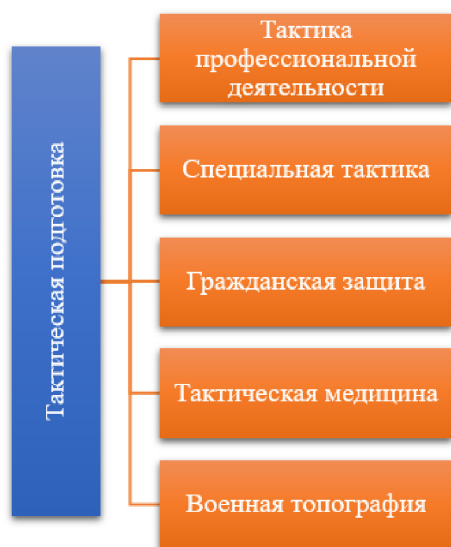 Тактическая подготовка
Тактика
профессиональной
деятельности
Специальная тактика
Гражданская защита
Тактическая медицина
Военная топография